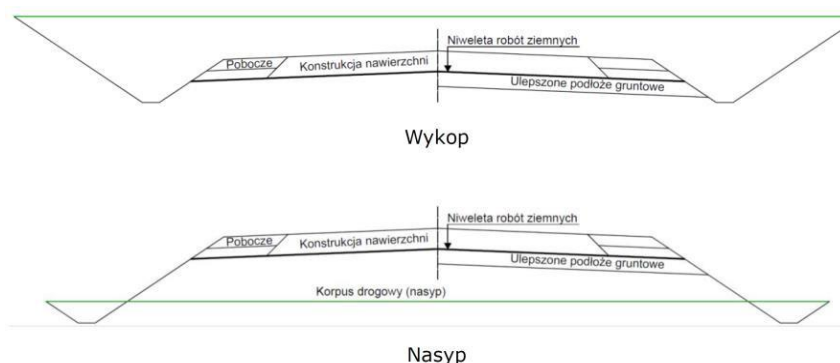 Niweleta robót ziemnych
Pobocze
Konstrukcja nawierzchni
Ulepszone podłoże gruntowe
Wykop
Niweleta robót ziemnych
Pobocze
Konstrukcja nawierzchni
Ulepszone podłoże gruntowe
Korpus drogowy (nasyp)
Nasyp